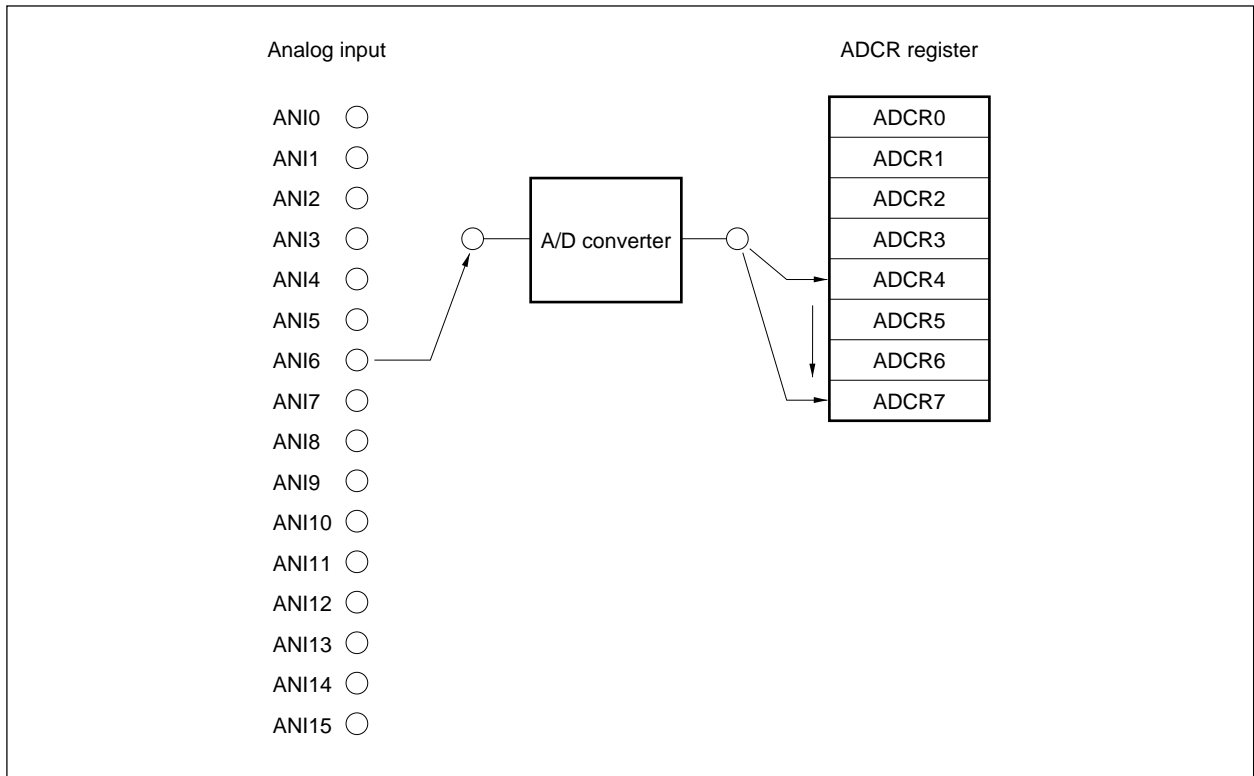 Analog input
ADCR register
ANI0
ANI1
ANI2
ANI3
ANI4
ANI5
ANI6
ANI7
ANI8
ANI9
ANI10
ANI11
ANI12
ANI13
ANI14
ANI15
A/D converter
ADCR0
ADCR1
ADCR2
ADCR3
ADCR4
ADCR5
ADCR6
ADCR7